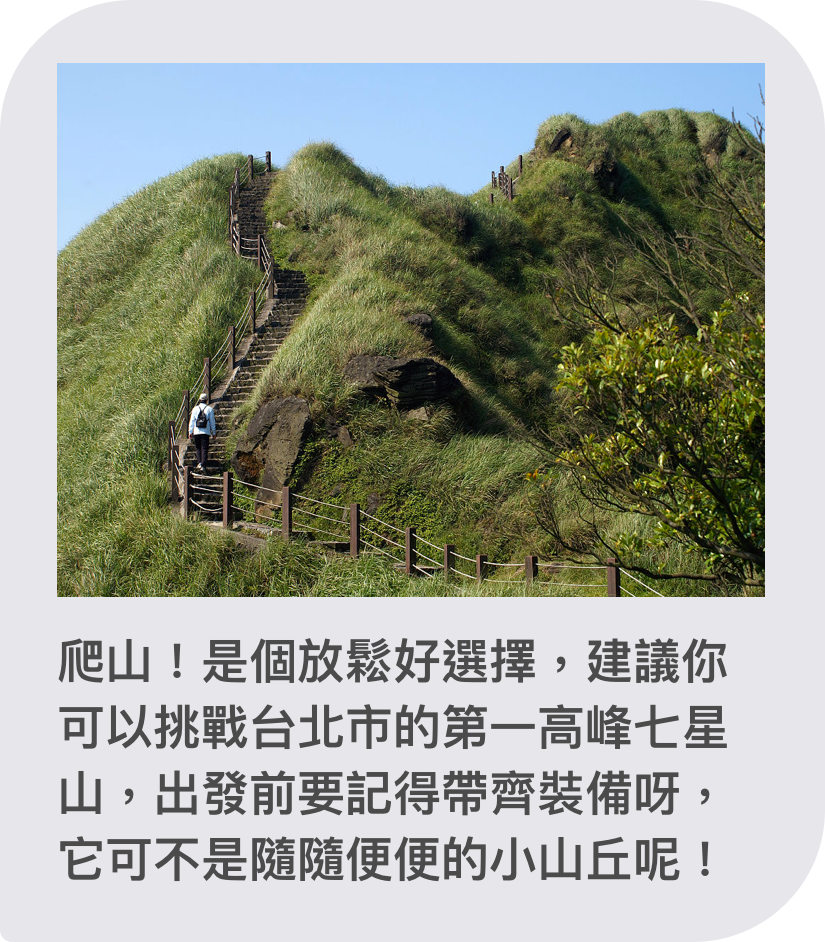 爬山！是個放鬆好選擇，建議你
可以挑戰台北市的第一高峰七星
山，出發前要記得帶齊裝備呀，
它可不是隨隨便便的小山丘呢！